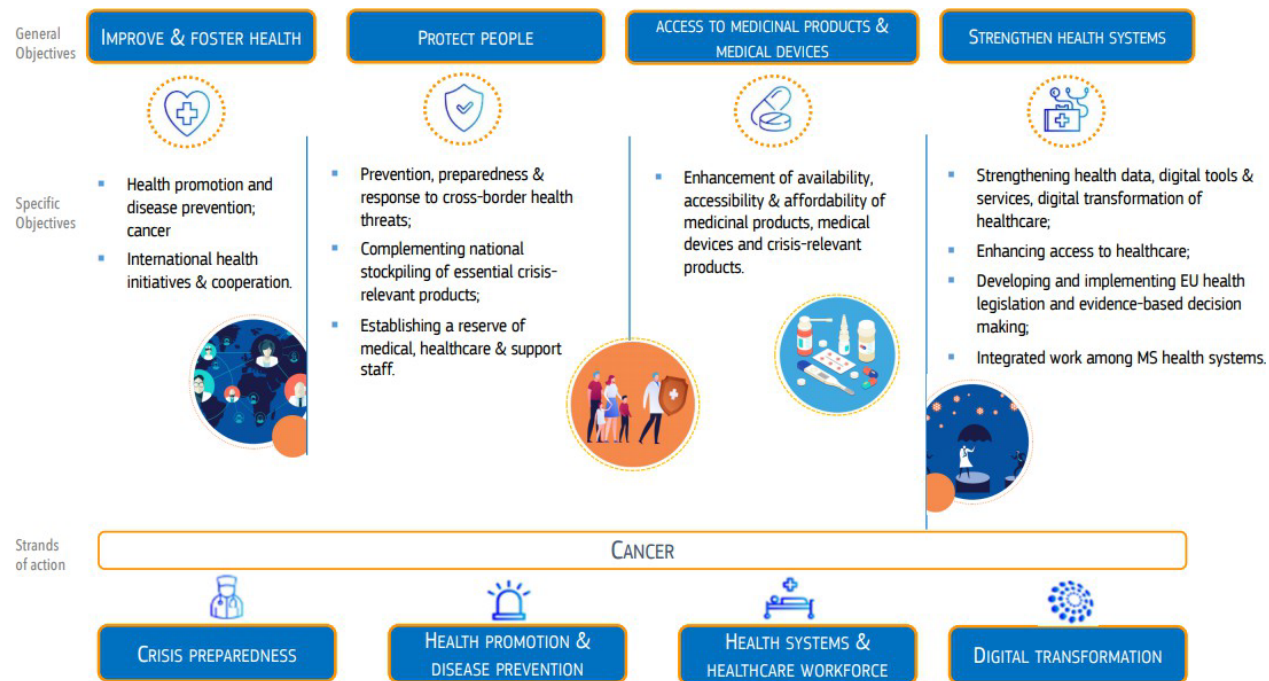 General
Objectives
IMPROVE & FOSTER HEALTH
PROTECT PEOPLE
ACCESS TO MEDICINAL PRODUCTS &
MEDICAL DEVICES
STRENGTHEN HEALTH SYSTEMS
Specific
Objectives
▪ Health promotion and
disease prevention;
cancer
▪ International health
initiatives & cooperation.
▪ Prevention, preparedness &
response to cross-border health
threats;
▪ Complementing national
stockpiling of essential crisis-
relevant products;
▪ Establishing a reserve of
medical, healthcare & support
staff.
▪ Enhancement of availability,
accessibility & affordability of
medicinal products, medical
devices and crisis-relevant
products.
▪ Strengthening health data, digital tools &
services, digital transformation of
healthcare;
▪ Enhancing access to healthcare;
▪ Developing and implementing EU health
legislation and evidence-based decision
making;
▪ Integrated work among MS health systems.
Strands
of action
CANCER
CRISIS PREPAREDNESS
HEALTH PROMOTION &
DISEASE PREVENTION
HEALTH SYSTEMS &
HEALTHCARE WORKFORCE
DIGITAL TRANSFORMATION